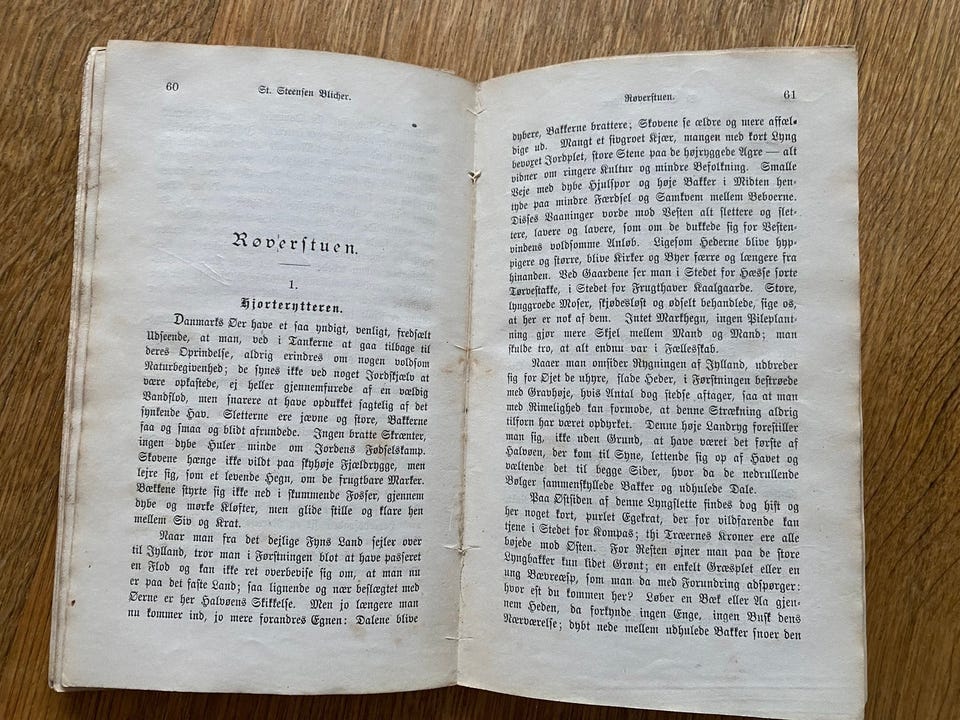 60
St. Steensen Blicher.
Røverstuen.
1.
Hjorterytteren.
Danmarks Øer have et saa yndigt, venligt, fredsælt
Udseende, at man, ved i Tankerne at gaa tilbage til
deres Oprindelse, aldrig erindres om nogen voldsom
Naturbegivenhed; de synes ikke ved noget Jordskjælv at
være opkastede, ej heller gjennemfurede af en vældig
Vandflod, men snarere at have opdukket sagtelig af det
synkende Hav. Sletterne ere jævne og store, Bakkerne
faa og smaa og blidt afrundede. Ingen bratte Skrænter,
ingen dybe Huler minde om Jordens Fødselskamp.
Skovene hænge ikke vildt paa skyhøje Fjældrygge, men
lejre sig, som et levende Hegn, om de frugtbare Marker.
Bækkene styrte sig ikke ned i skummende Fosser, gjennem
dybe og mørke Kløfter, men glide stille og klare hen
mellem Siv og Krat.
Naar man fra det dejlige Fyns Land sejler over
til Jylland, tror man i Førstningen blot at have passeret
en Flod og kan ikke ret overbevise sig om, at man nu
er paa det faste Land; saa lignende og nær beslægtet med
Øerne er her Halvøens Skikkelse. Men jo længere man
nu kommer ind, jo mere forandres Egnen: Dalene blive
Røverstuen.
61
dybere, Bakkerne brattere; Skovene se ældre og mere affæl-
dige ud. Mangt et sivgroet Kjær, mangen med kort Lyng
bevoxet Jordplet, store Stene paa de højryggede Agre — alt
vidner om ringere Kultur og mindre Befolkning. Smalle
Veje med dybe Hjulspor og høje Bakker i Midten hen-
tyde paa mindre Færdsel og Samkvem mellem Beboerne.
Disses Vaaninger vorde mod Vesten alt slettere og slet-
tere, lavere og lavere, som om de dukkede sig for Vesten-
vindens voldsomme Anløb. Ligesom Hederne blive hyp-
pigere og større, blive Kirker og Byer færre og længere fra
hinanden. Ved Gaardene ser man i Stedet for Hæsse sorte
Tørvestakke, i Stedet for Frugthaver Kaalgaarde. Store,
lynggroede Moser, skjødesløst og ødselt behandlede, sige os,
at her er nok af dem. Intet Markhegn, ingen Pileplant-
ning gjør mere Skjel mellem Mand og Mand; man
skulde tro, at alt endnu var i Fællesskab.
Naaer man omsider Rygningen af Jylland, udbreder
sig for Øjet de uhyre, flade Heder, i Førstningen bestrøede
med Gravhøje, hvis Antal dog stedse aftager, saa at man
med Rimelighed kan formode, at denne Strækning aldrig
tilforn har været opdyrket. Denne høje Landryg forestiller
man sig, ikke uden Grund, at have været det første af
Halvøen, der kom til Syne, lettende sig op af Havet og
væltende det til begge Sider, hvor da de nedrullende
Bølger sammenskyllede Bakker og udhulede Dale.
Paa Østsiden af denne Lyngslette findes dog hist og
her noget kort, purlet Egekrat, der for vildfarende kan
tjene i Stedet for Kompas; thi Træernes Kroner ere alle
bøjede mod Østen. For Resten øjner man paa de store
Lyngbakker kun lidet Grønt; en enkelt Græsplet eller en
ung Bævreæsp, som man da med Forundring adspørger:
hvor est du kommen her? Løber en Bæk eller Aa gjen-
nem Heden, da forkynde ingen Enge, ingen Busk dens
Nærværelse; dybt nede mellem udhulede Bakker snoer den